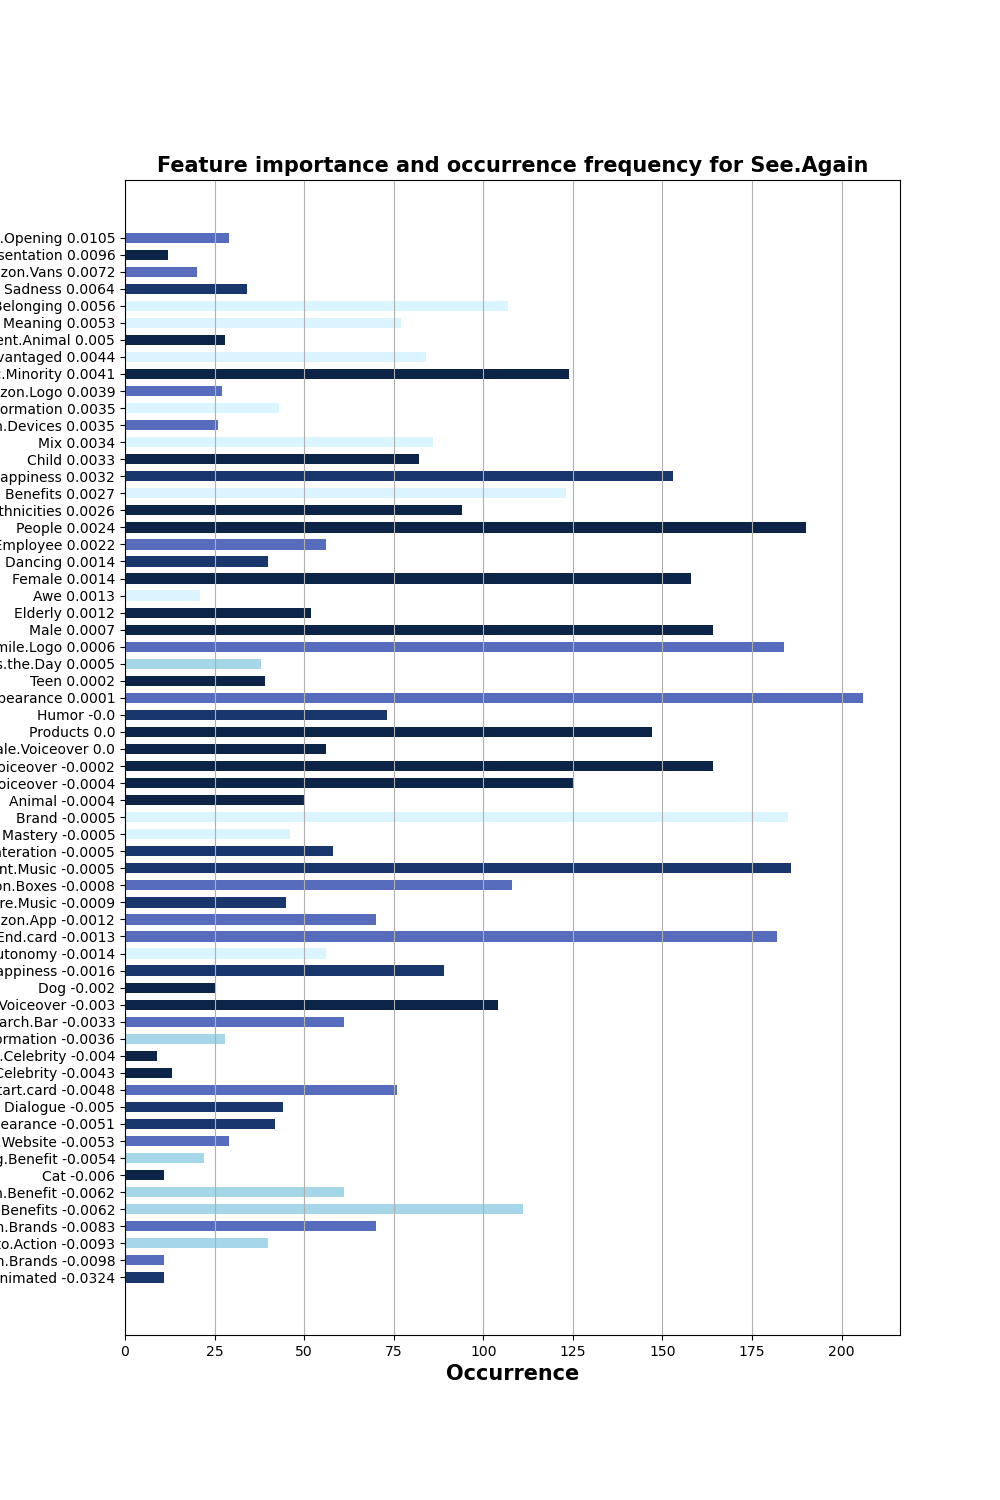 Feature importance and occurrence frequency for See.Again
.Opening 0.0105
sentation 0.0096
zon.Vans 0.0072
Sadness 0.0064
Belonging 0.0056
Meaning 0.0053
ent.Animal 0.005
vantaged 0.0044
c.Minority 0.0041
zon.Logo 0.0039
ormation 0.0035
n.Devices 0.0035
Mix 0.0034
Child 0.0033
appiness 0.0032
Benefits 0.0027
thnicities 0.0026
People 0.0024
Employee 0.0022
Dancing 0.0014
Female 0.0014
Awe 0.0013
Elderly 0.0012
Male 0.0007
mile.Logo 0.0006
s.the.Day 0.0005
Teen 0.0002
pearance 0.0001
Humor -0.0
Products 0.0
ale.Voiceover 0.0
oiceover -0.0002
oiceover -0.0004
Animal -0.0004
Brand -0.0005
Mastery -0.0005
nteration -0.0005
nt.Music -0.0005
on.Boxes -0.0008
re.Music -0.0009
zon.App -0.0012
End.card -0.0013
utonomy -0.0014
appiness -0.0016
Dog -0.002
Voiceover -0.003
arch.Bar -0.0033
ormation -0.0036
.Celebrity -0.004
Celebrity -0.0043
tart.card -0.0048
Dialogue -0.005
earance -0.0051
.Website -0.0053
g.Benefit -0.0054
Cat -0.006
n.Benefit -0.0062
Benefits -0.0062
n.Brands -0.0083
to.Action -0.0093
n.Brands -0.0098
nimated -0.0324
0 25 50 75 100 125 150 175 200
Occurrence